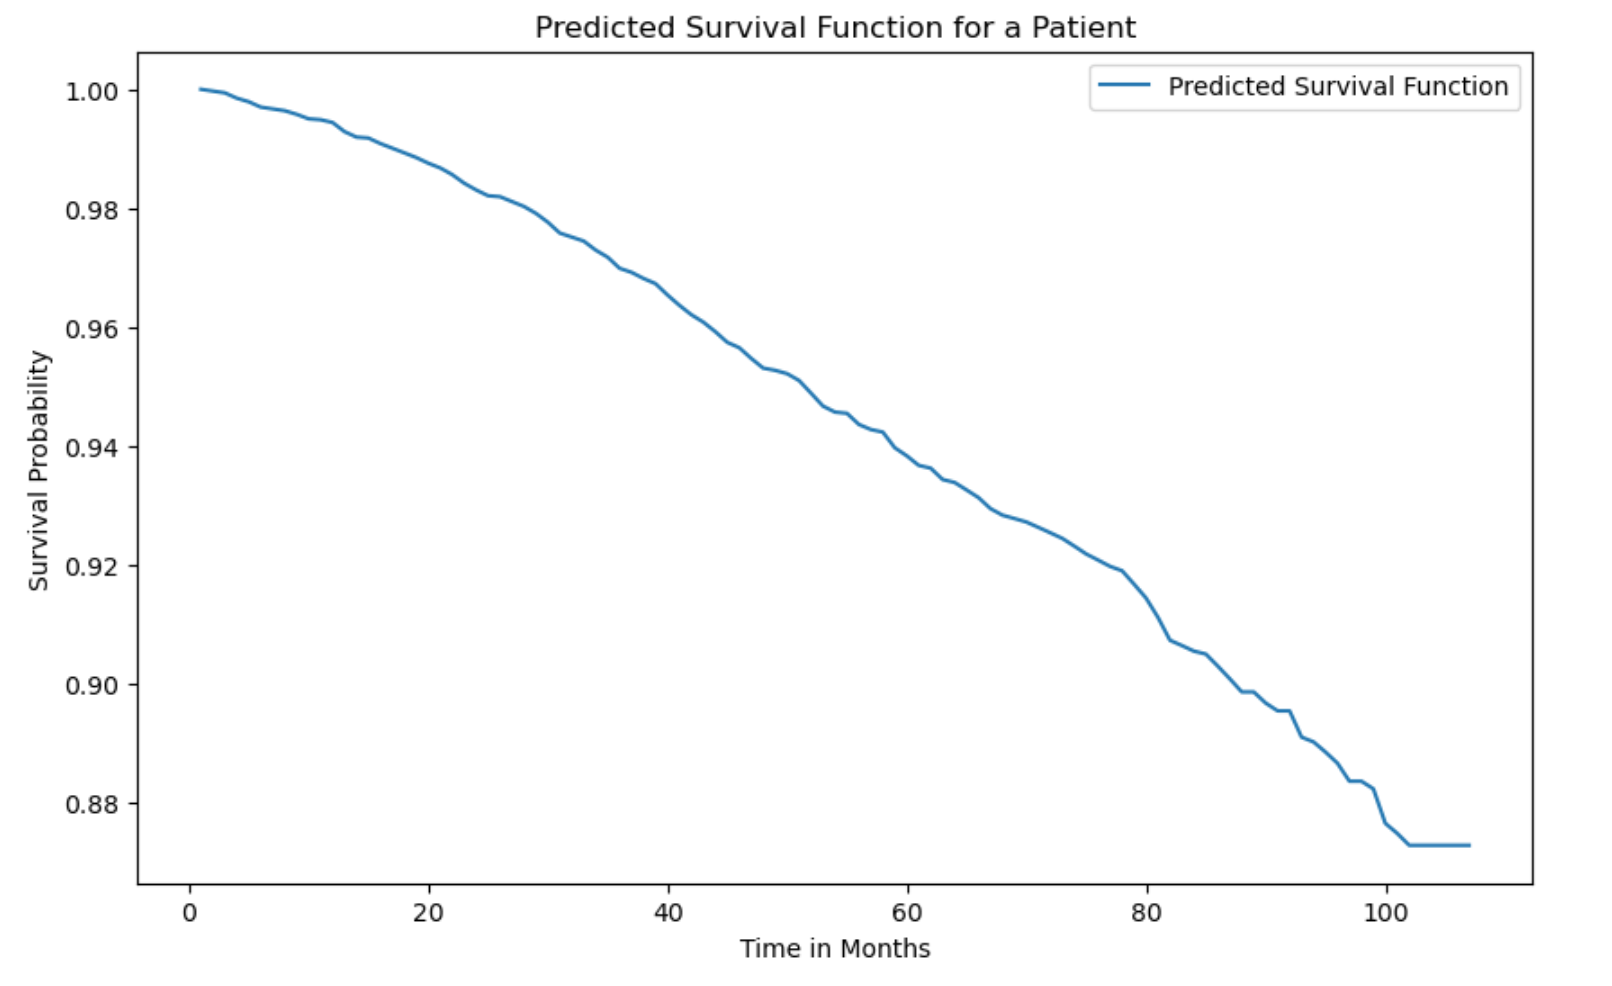 Predicted Survival Function for a Patient
Predicted Survival Function
1.00
0.98
0.96
0.94
0.92
0.90
0.88
Survival Probability
0 20 40 60 80 100
Time in Months